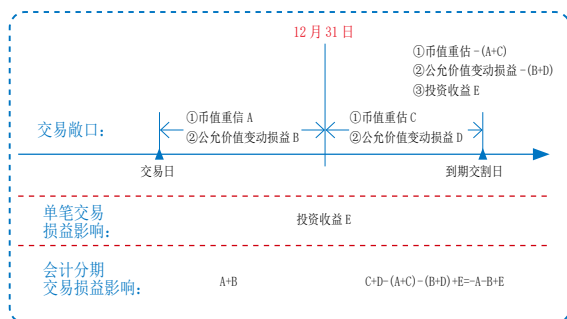 12月31日
①币值重估-(A+C)
②公允价值变动损益-(B+D)
③投资收益E
交易敞口：
①币值重信A
②公允价值变动损益B
①币值重估C
②公允价值变动损益D
交易日
到期交割日
单笔交易
损益影响：
投资收益E
会计分期
交易损益影响：
A+B
C+D-(A+C)-(B+D)+E=-A-B+E